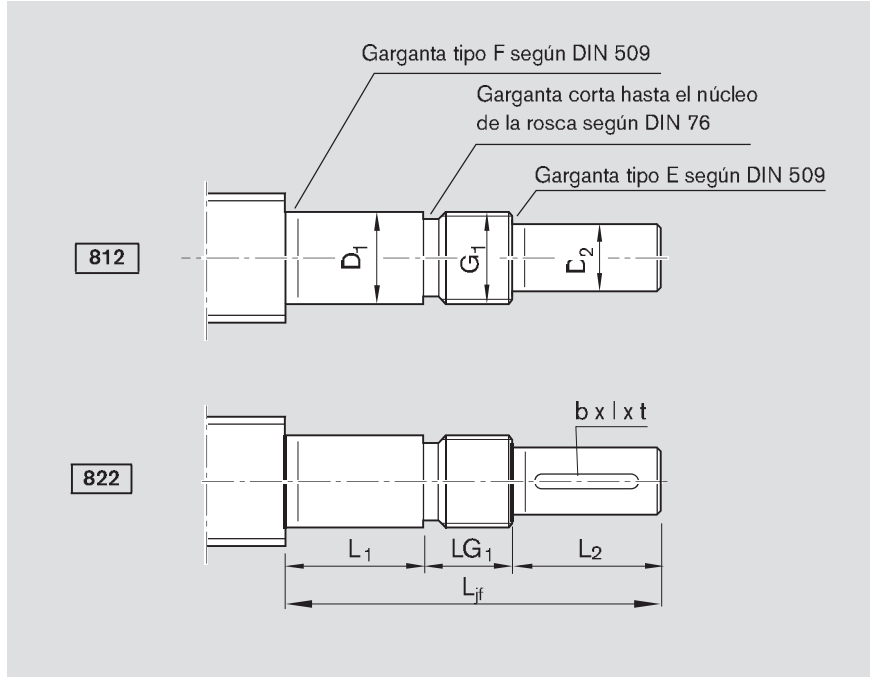 Garganta tipo F según DIN 509
Garganta corta hasta el núcleo
de la rosca según DIN 76
Garganta tipo E según DIN 509
812
D1
G1
D2
b x l x t
822
L1
LG1
L2
Ljf